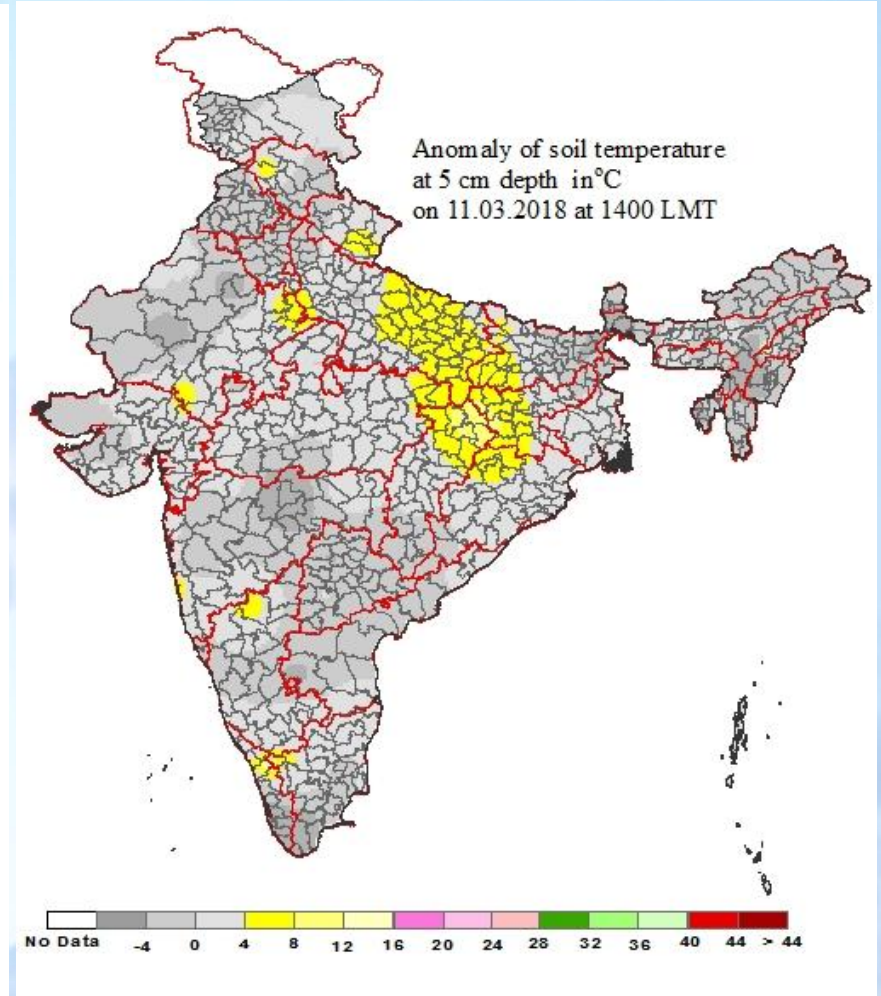 Anomaly of soil temperature
at 5 cm depth in°C
on 11.03.2018 at 1400 LMT
No Data -4 0 4 8 12 16 20 24 28 32 36 40 44 > 44